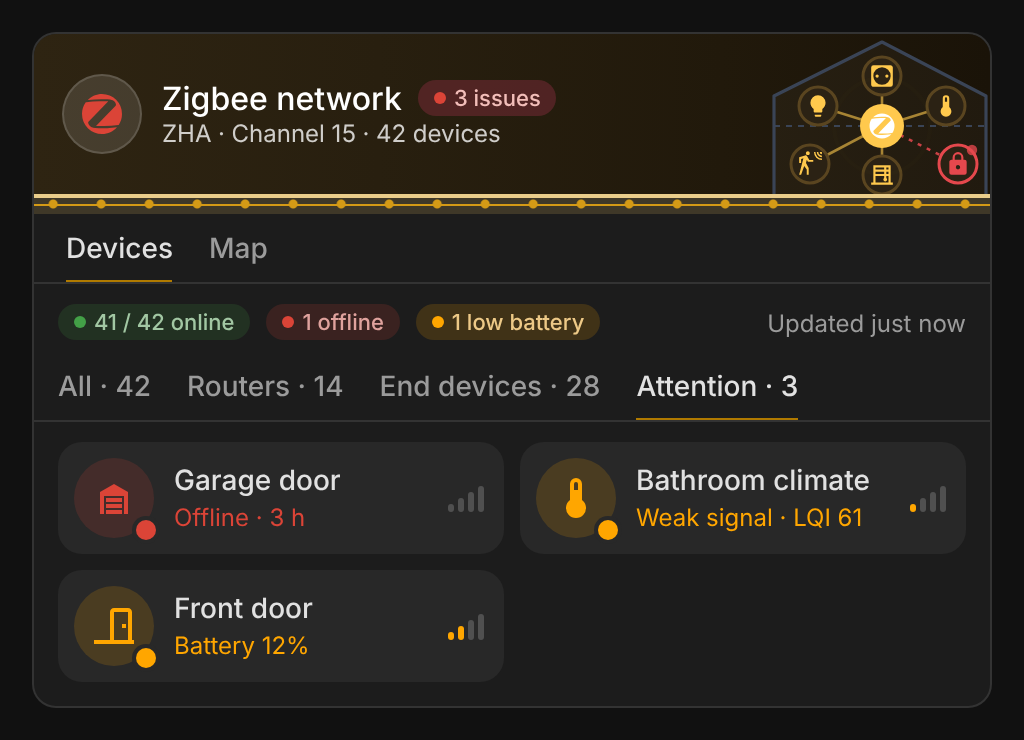 Zigbee network
3 issues
ZHA · Channel 15 · 42 devices
Devices
Map
41 / 42 online
1 offline
1 low battery
Updated just now
All · 42
Routers · 14
End devices · 28
Attention · 3
Garage door
Offline · 3 h
Bathroom climate
Weak signal · LQI 61
Front door
Battery 12%